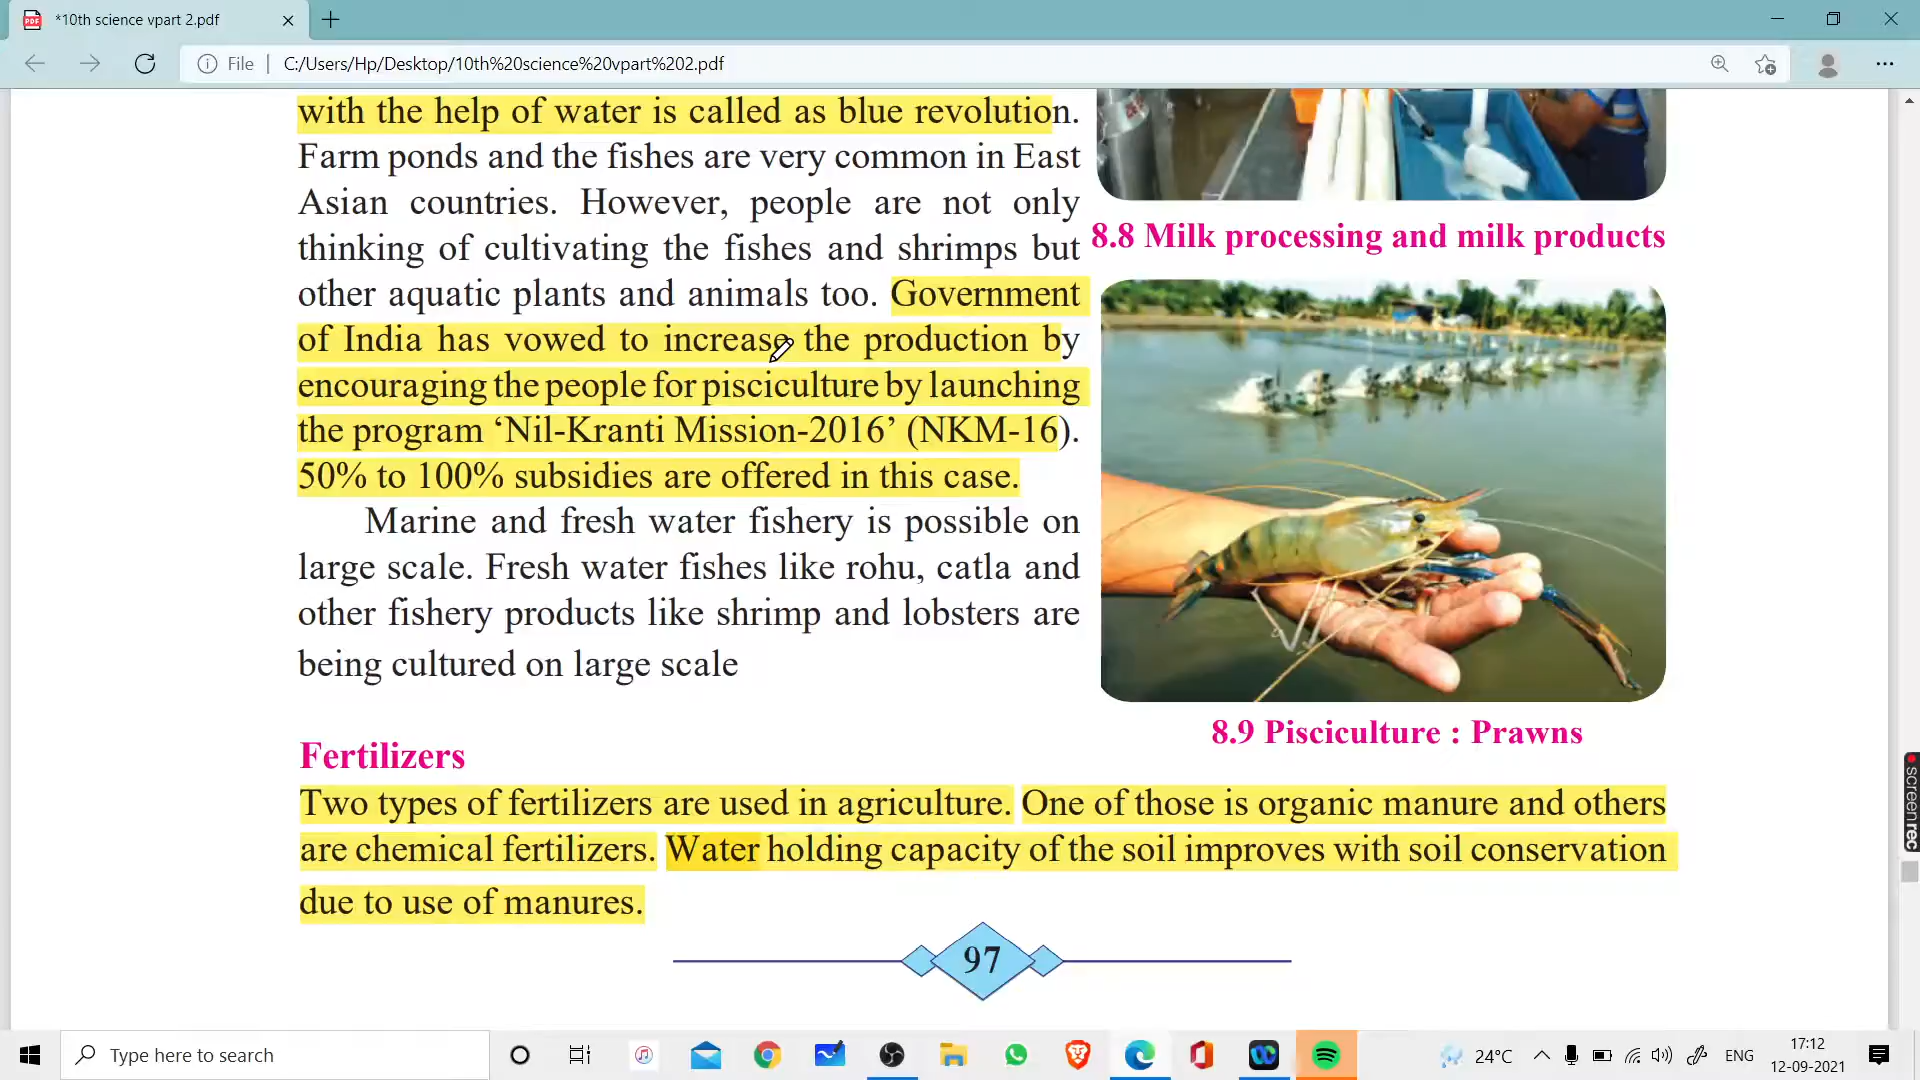 *10th science vpart 2.pdf
File
C:/Users/Hp/Desktop/10th%20science%20vpart%202.pdf
with the help of water is called as blue revolution.
Farm ponds and the fishes are very common in East
Asian countries. However, people are not only
thinking of cultivating the fishes and shrimps but
other aquatic plants and animals too. Government
of India has vowed to increase the production by
encouraging the people for pisciculture by launching
the program ‘Nil-Kranti Mission-2016’ (NKM-16).
50% to 100% subsidies are offered in this case.
Marine and fresh water fishery is possible on
large scale. Fresh water fishes like rohu, catla and
other fishery products like shrimp and lobsters are
being cultured on large scale
8.8 Milk processing and milk products
8.9 Pisciculture : Prawns
Fertilizers
Two types of fertilizers are used in agriculture. One of those is organic manure and others
are chemical fertilizers. Water holding capacity of the soil improves with soil conservation
due to use of manures.
97
screenrec
Type here to search
24°C
ENG
17:12
12-09-2021